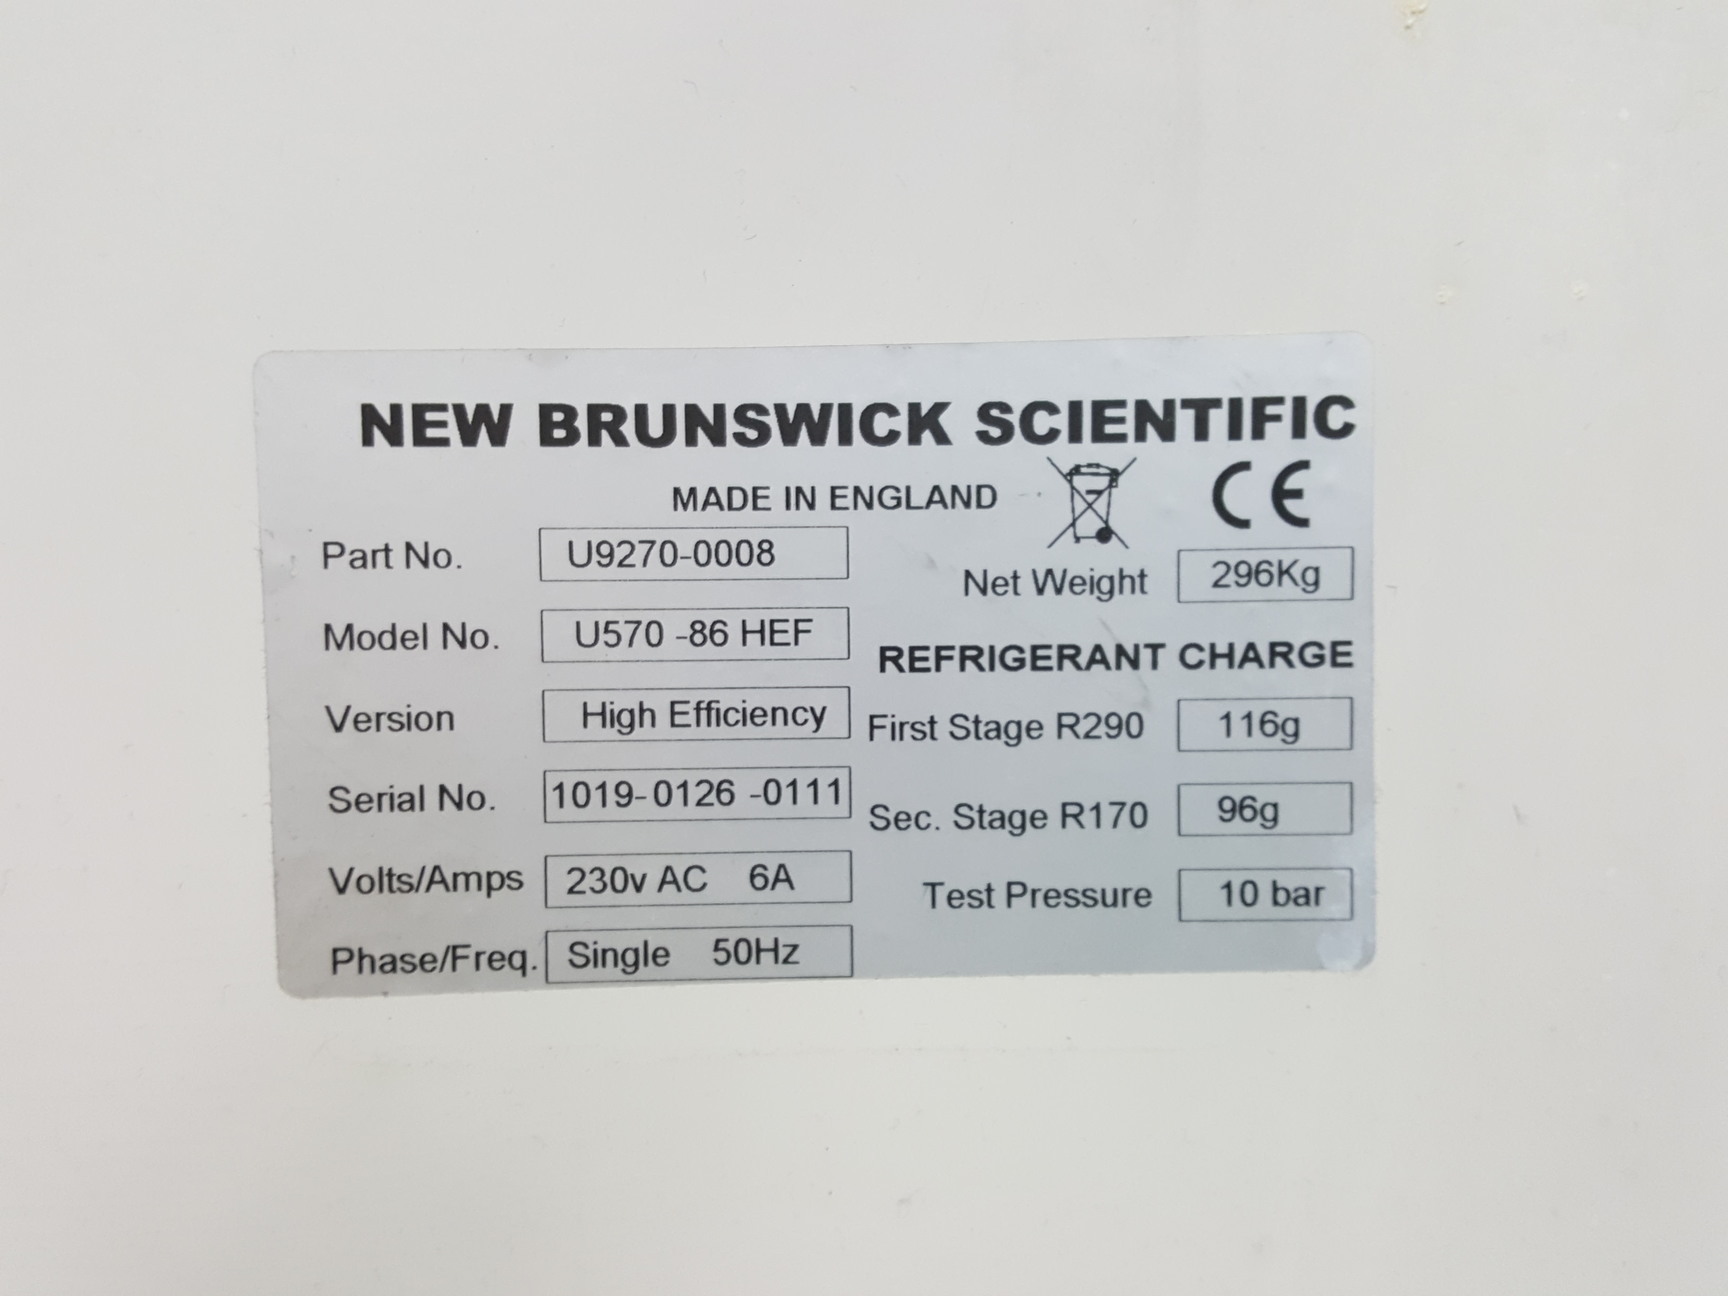 NEW BRUNSWICK SCIENTIFIC
MADE IN ENGLAND CE
Part No. U9270-0008
Model No. U570 -86 HEF
Version High Efficiency
Serial No. 1019-0126 -0111
Volts/Amps 230v AC 6A
Phase/Freq. Single 50Hz
Net Weight 296Kg
REFRIGERANT CHARGE
First Stage R290 116g
Sec. Stage R170 96g
Test Pressure 10 bar